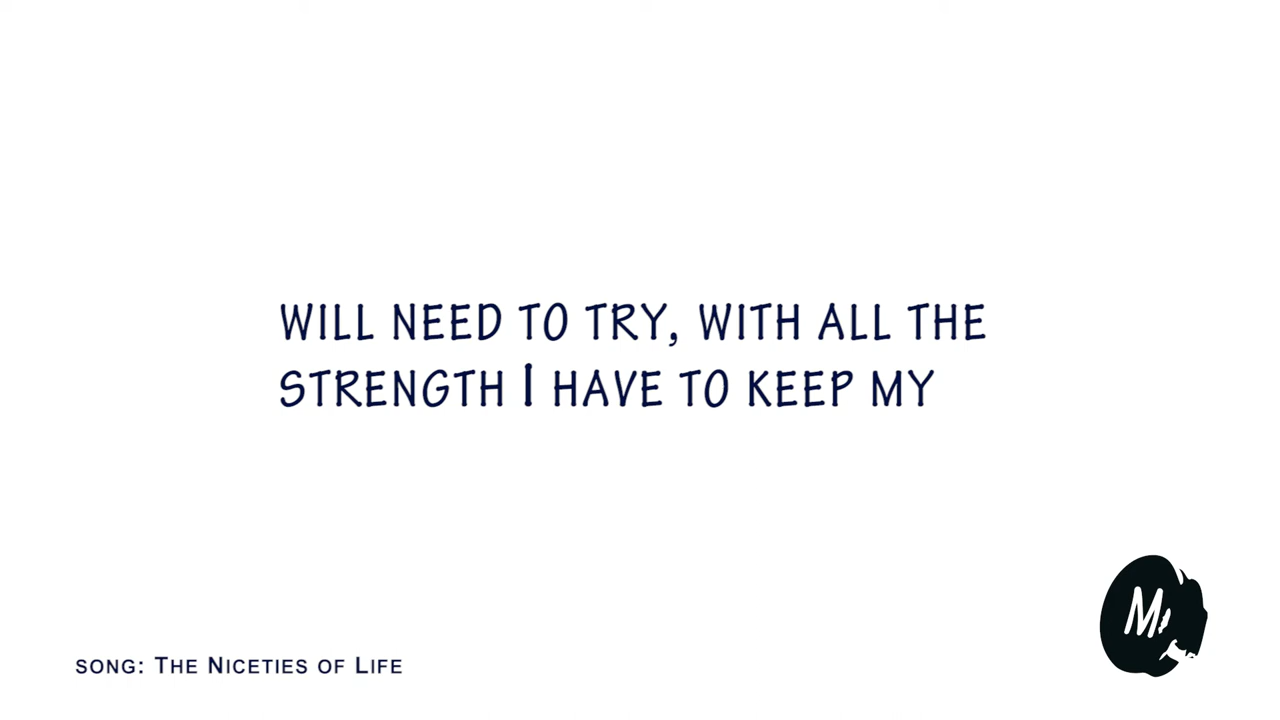 WILL NEED TO TRY, WITH ALL THE
STRENGTH I HAVE TO KEEP MY
M
SONG: THE NICETIES OF LIFE